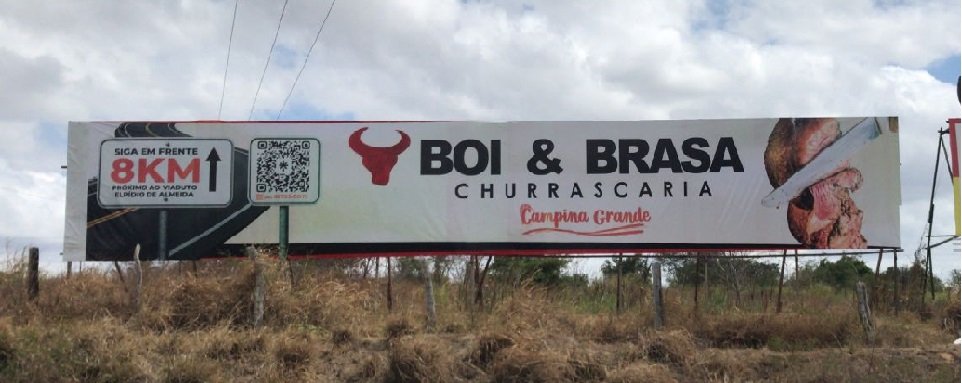 SIGA EM FRENTE
8KM
PRÓXIMO AO VIADUTO
ELPÍDIO DE ALMEIDA
BOI & BRASA
CHURRASCARIA
Campina Grande